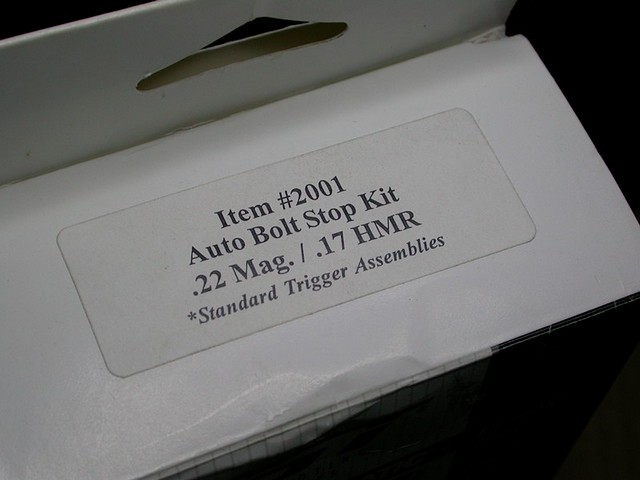 Item #2001
Auto Bolt Stop Kit
.22 Mag. / .17 HMR
*Standard Trigger Assemblies